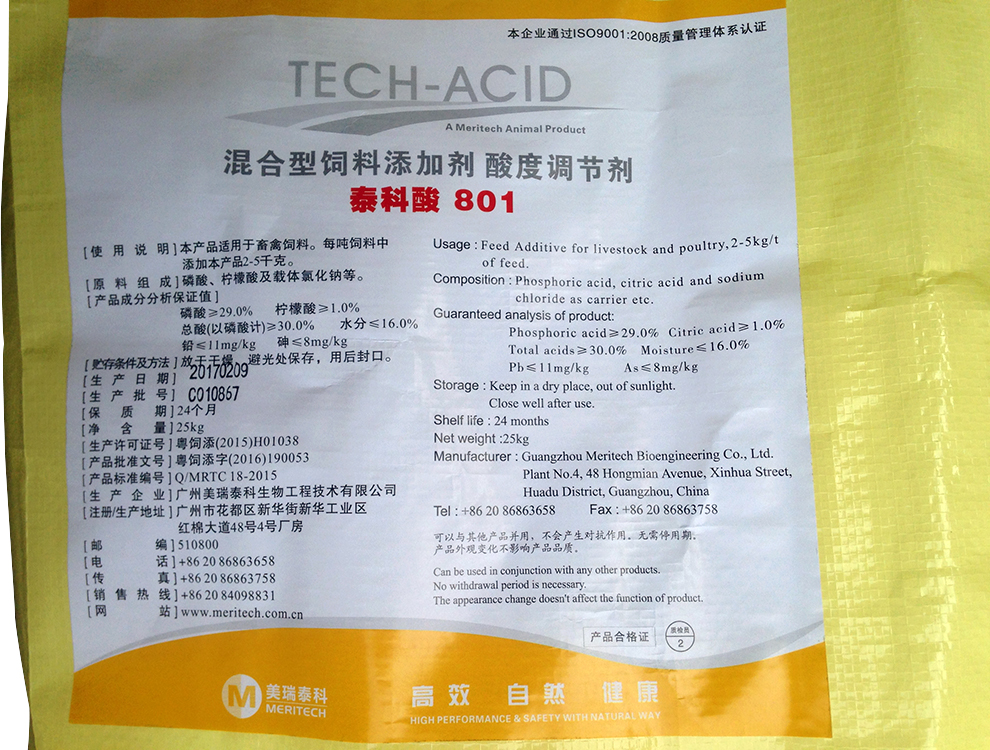 本企业通过ISO9001:2008质量管理体系认证
TECH-ACID
A Meritech Animal Product
混合型饲料添加剂 酸度调节剂
泰科酸 801
[使用说明]本产品适用于畜禽饲料。每吨饲料中
添加本产品2-5千克。
[原料组成]磷酸、柠檬酸及载体氯化钠等。
[产品成分分析保证值]
磷酸≥29.0% 柠檬酸≥1.0%
总酸(以磷酸计)≥30.0% 水分≤16.0%
铅≤11mg/kg 砷≤8mg/kg
[贮存条件及方法]放于干燥、避光处保存，用后封口。
[生产日期] 20170209
[生产批号] C010867
[保质期]24个月
[净含量]25kg
[生产许可证号]粤饲添(2015)H01038
[产品批准文号]粤饲添字(2016)190053
[产品标准编号]Q/MRTC 18-2015
[生产企业]广州美瑞泰科生物工程技术有限公司
[注册/生产地址]广州市花都区新华街新华工业区
红棉大道48号4号厂房
[邮编]510800
[电话]+86 20 86863658
[传真]+86 20 86863758
[销售热线]+86 20 84098831
[网站]www.meritech.com.cn
Usage : Feed Additive for livestock and poultry,2-5kg/t
of feed.
Composition : Phosphoric acid, citric acid and sodium
chloride as carrier etc.
Guaranteed analysis of product:
Phosphoric acid≥29.0% Citric acid≥1.0%
Total acids≥30.0% Moisture≤16.0%
Pb≤11mg/kg As≤8mg/kg
Storage : Keep in a dry place, out of sunlight.
Close well after use.
Shelf life : 24 months
Net weight :25kg
Manufacturer : Guangzhou Meritech Bioengineering Co., Ltd.
Plant No.4, 48 Hongmian Avenue, Xinhua Street,
Huadu District, Guangzhou, China
Tel : +86 20 86863658 Fax : +86 20 86863758
可以与其他产品并用，不会产生对抗作用。无需停用期。
产品外观变化不影响产品品质。
Can be used in conjunction with any other products.
No withdrawal period is necessary.
The appearance change doesn't affect the function of product.
产品合格证 质检员 2
M 美瑞泰科
MERITECH
高效 自然 健康
HIGH PERFORMANCE & SAFETY WITH NATURAL WAY